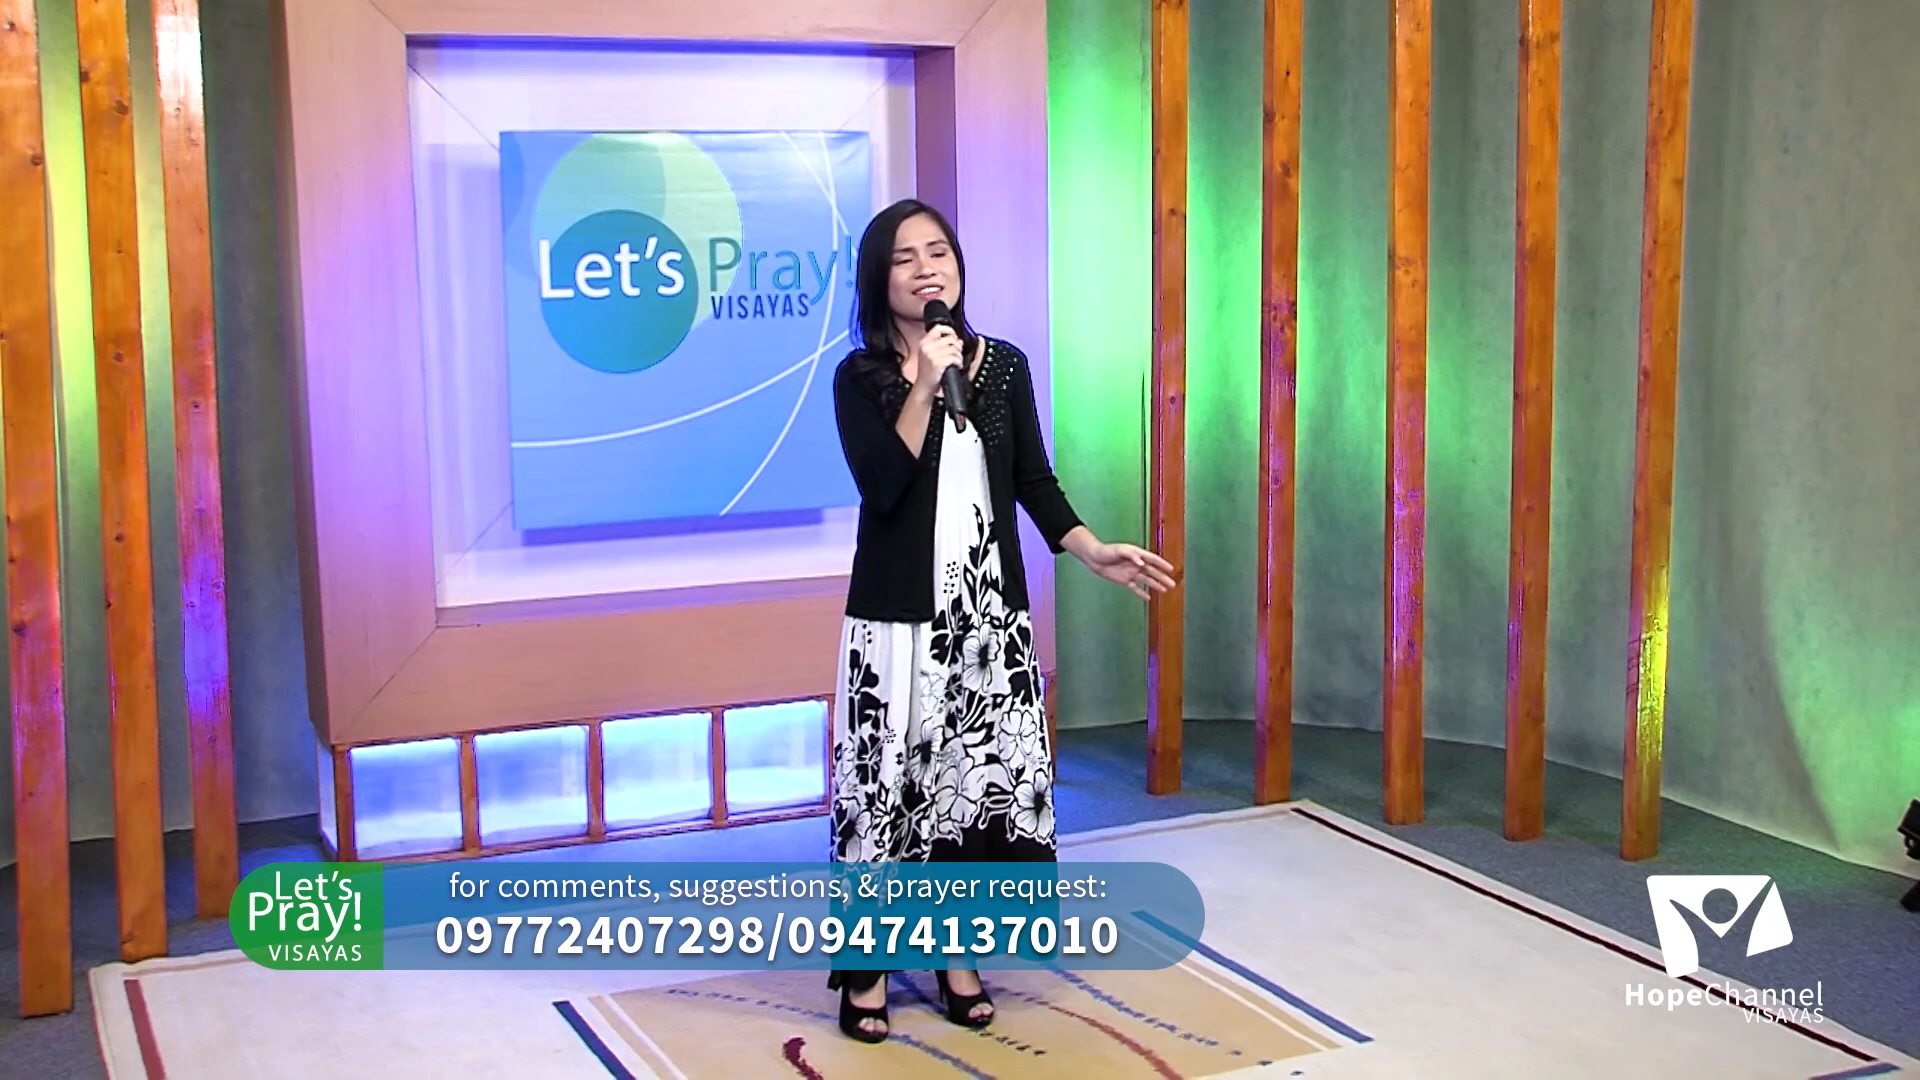 Let's Pray!
VISAYAS
Let's
Pray!
VISAYAS
for comments, suggestions, & prayer request:
09772407298/09474137010
HopeChannel
VISAYAS